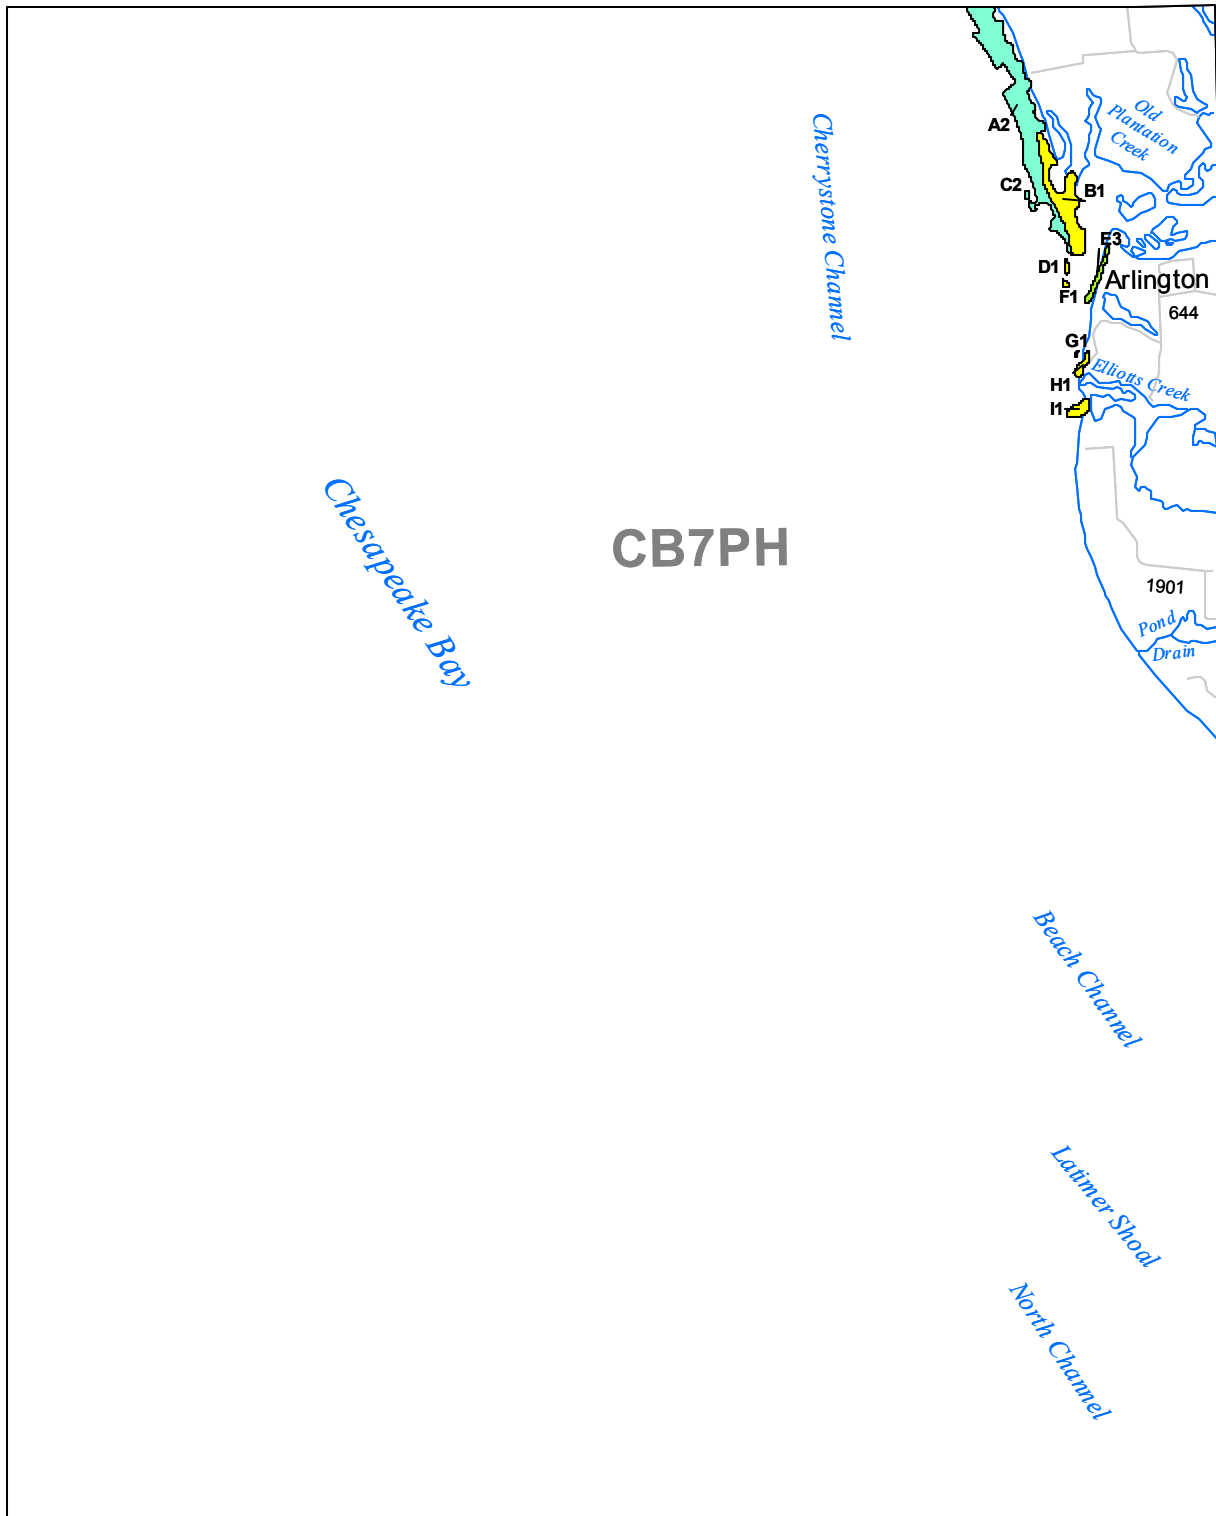 Old
Plantation
Creek
A2
Cherrystone Channel
C2
B1
E3
D1
Arlington
F1
644
G1
Elliotts Creek
H1
I1
Chesapeake Bay
CB7PH
1901
Pond
Drain
Beach Channel
Latimer Shoal
North Channel